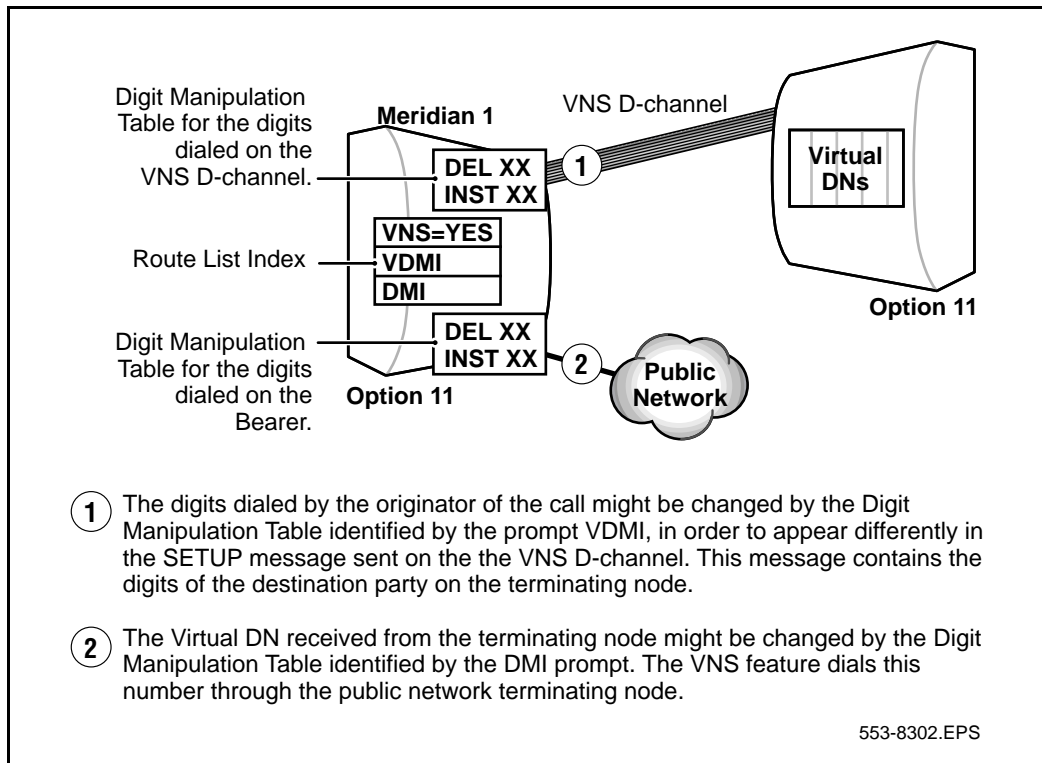 Digit Manipulation
Table for the digits
dialed on the
VNS D-channel.
Meridian 1
VNS D-channel
DEL XX
INST XX
1
Virtual
DNs
VNS=YES
VDMI
DMI
Route List Index
Option 11
Digit Manipulation
Table for the digits
dialed on the
Bearer.
DEL XX
INST XX
2
Public
Network
Option 11
1
The digits dialed by the originator of the call might be changed by the Digit
Manipulation Table identified by the prompt VDMI, in order to appear differently in
the SETUP message sent on the the VNS D-channel. This message contains the
digits of the destination party on the terminating node.
2
The Virtual DN received from the terminating node might be changed by the Digit
Manipulation Table identified by the DMI prompt. The VNS feature dials this
number through the public network terminating node.
553-8302.EPS